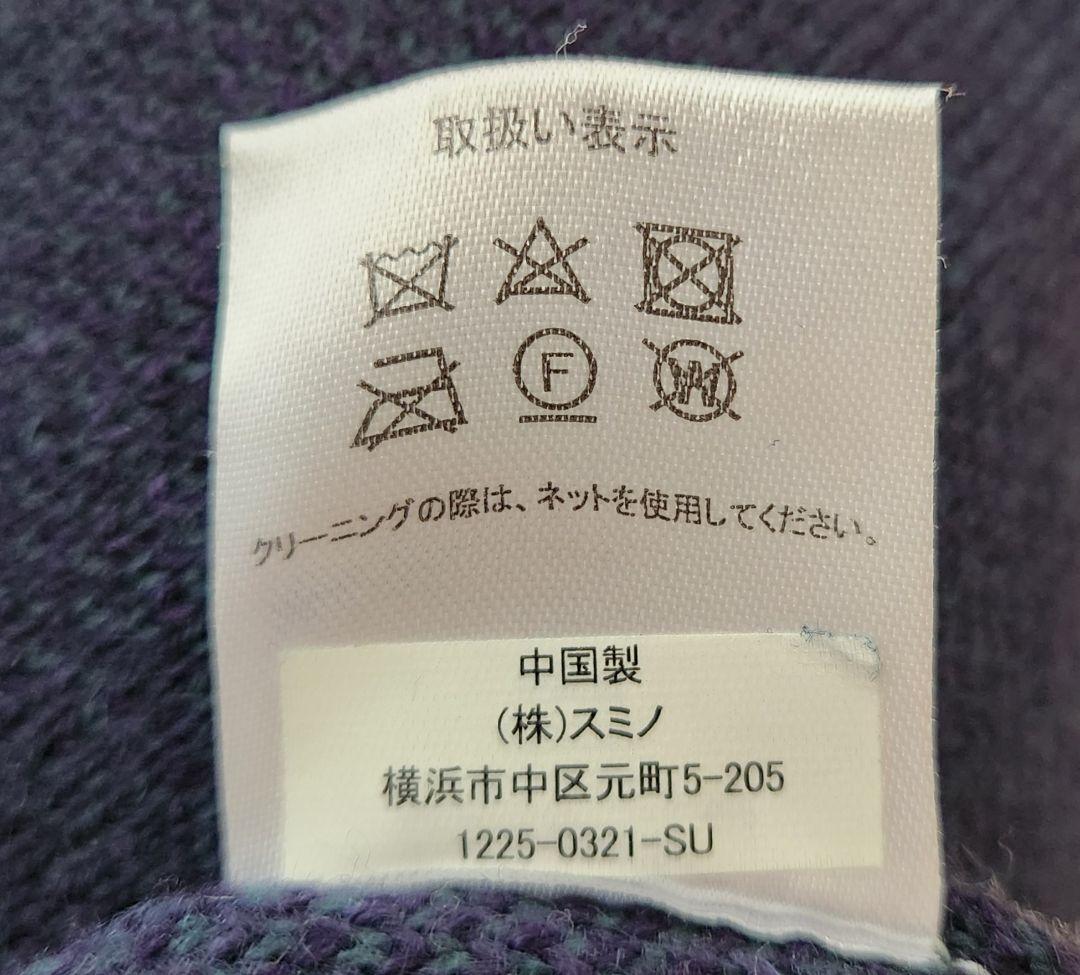 取扱い表示
F W
クリーニングの際は、ネットを使用してください。
中国製
(株)スミノ
横浜市中区元町5-205
1225-0321-SU